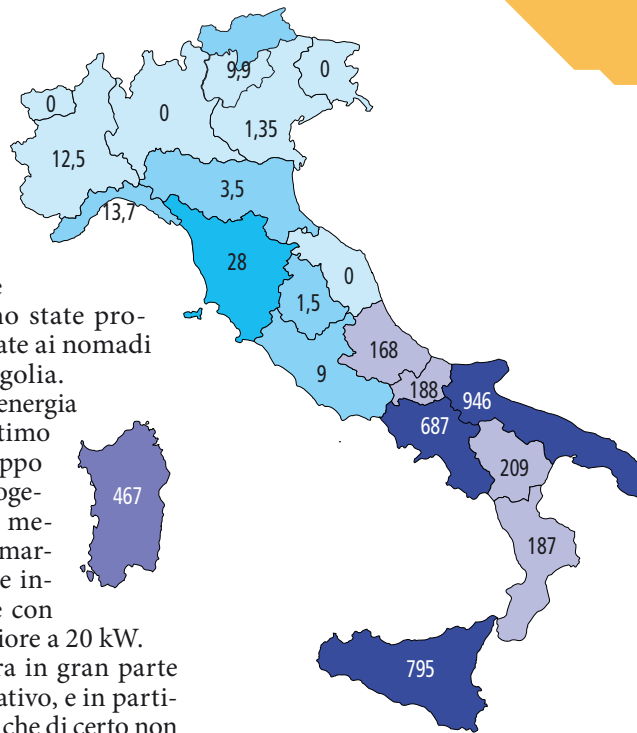 9,9
0
0
0
1,35
12,5
3,5
13,7
28
0
1,5
168
9
188
946
687
209
467
187
795
e
no state pro-
ate ai nomadi
golia.
energia
timo
ppo
oge-
me-
mar-
e in-
e con
iore a 20 kW.
ra in gran parte
ativo, e in parti-
che di certo non